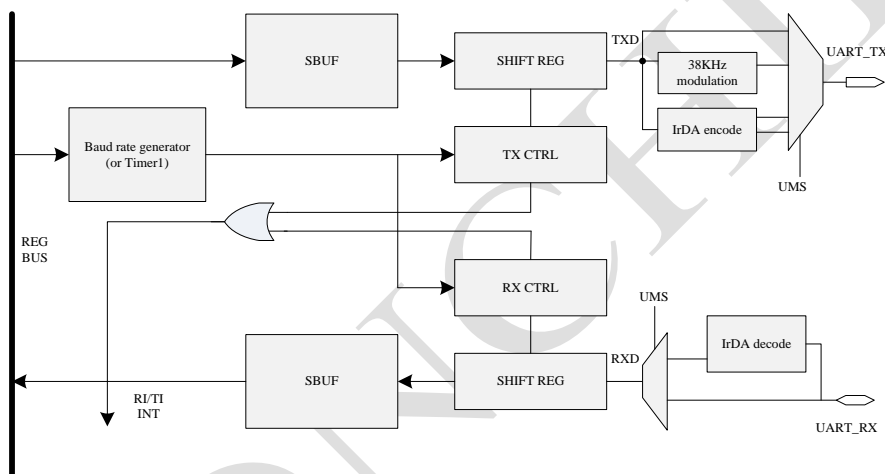 SBUF
SHIFT REG
TXD
38KHz
modulation
UART_TX
IrDA encode
Baud rate generator
(or Timer1)
TX CTRL
UMS
REG
BUS
RX CTRL
UMS
IrDA decode
SBUF
SHIFT REG
RXD
RI/TI
INT
UART_RX